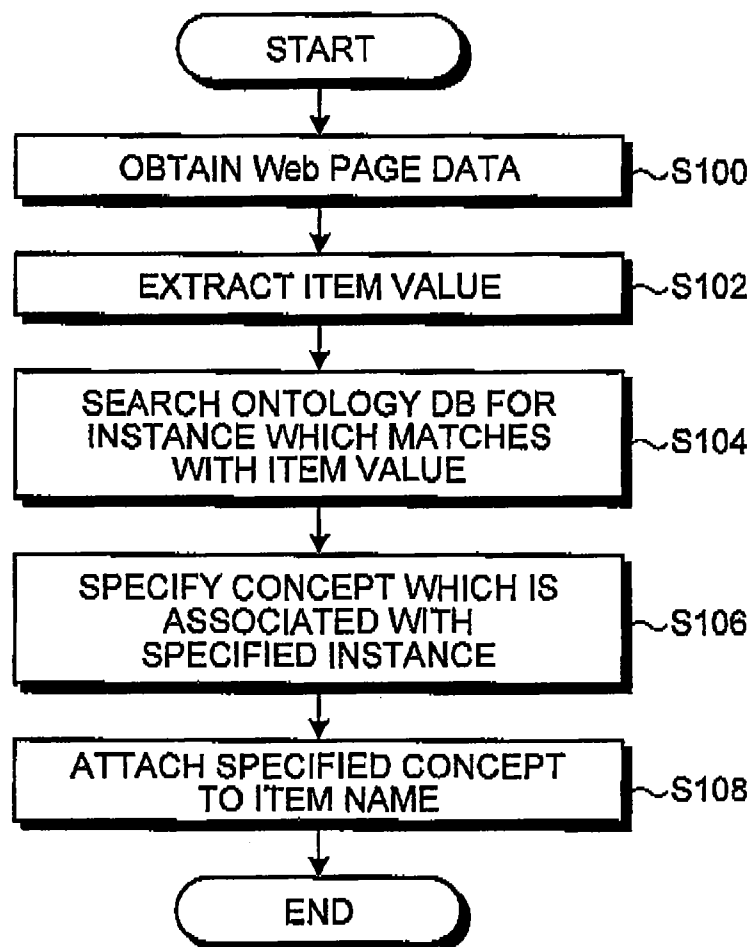 START
OBTAIN Web PAGE DATA
~S100
EXTRACT ITEM VALUE
~S102
SEARCH ONTOLOGY DB FOR
INSTANCE WHICH MATCHES
WITH ITEM VALUE
~S104
SPECIFY CONCEPT WHICH IS
ASSOCIATED WITH
SPECIFIED INSTANCE
~S106
ATTACH SPECIFIED CONCEPT
TO ITEM NAME
~S108
END